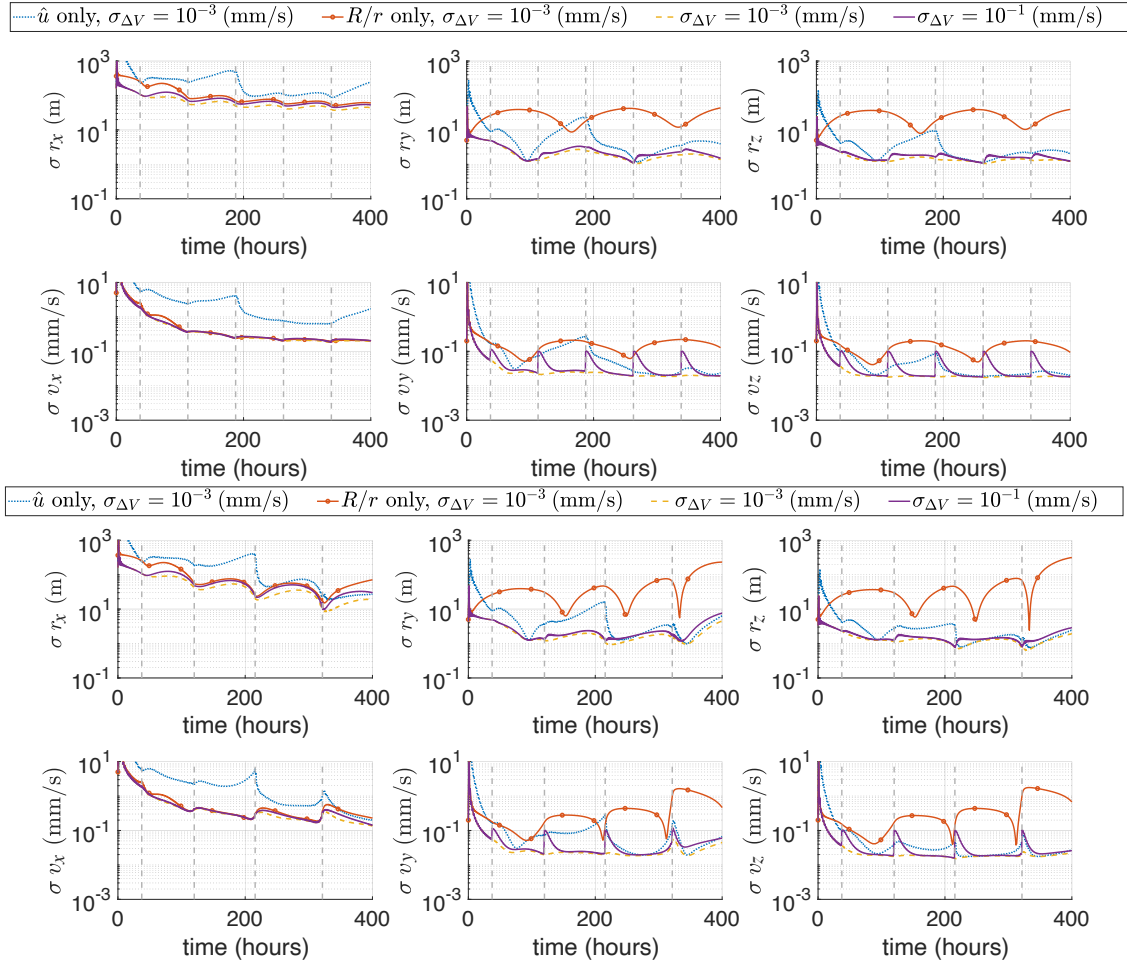 û only, σ_ΔV = 10^-3 (mm/s) R/r only, σ_ΔV = 10^-3 (mm/s) σ_ΔV = 10^-3 (mm/s) σ_ΔV = 10^-1 (mm/s)
σ r_x (m) 10^3 10^1 10^-1 0 200 400 time (hours)
σ r_y (m) 10^3 10^1 10^-1 0 200 400 time (hours)
σ r_z (m) 10^3 10^1 10^-1 0 200 400 time (hours)
σ v_x (mm/s) 10^1 10^-1 10^-3 0 200 400 time (hours)
σ v_y (mm/s) 10^1 10^-1 10^-3 0 200 400 time (hours)
σ v_z (mm/s) 10^1 10^-1 10^-3 0 200 400 time (hours)
û only, σ_ΔV = 10^-3 (mm/s) R/r only, σ_ΔV = 10^-3 (mm/s) σ_ΔV = 10^-3 (mm/s) σ_ΔV = 10^-1 (mm/s)
σ r_x (m) 10^3 10^1 10^-1 0 200 400 time (hours)
σ r_y (m) 10^3 10^1 10^-1 0 200 400 time (hours)
σ r_z (m) 10^3 10^1 10^-1 0 200 400 time (hours)
σ v_x (mm/s) 10^1 10^-1 10^-3 0 200 400 time (hours)
σ v_y (mm/s) 10^1 10^-1 10^-3 0 200 400 time (hours)
σ v_z (mm/s) 10^1 10^-1 10^-3 0 200 400 time (hours)